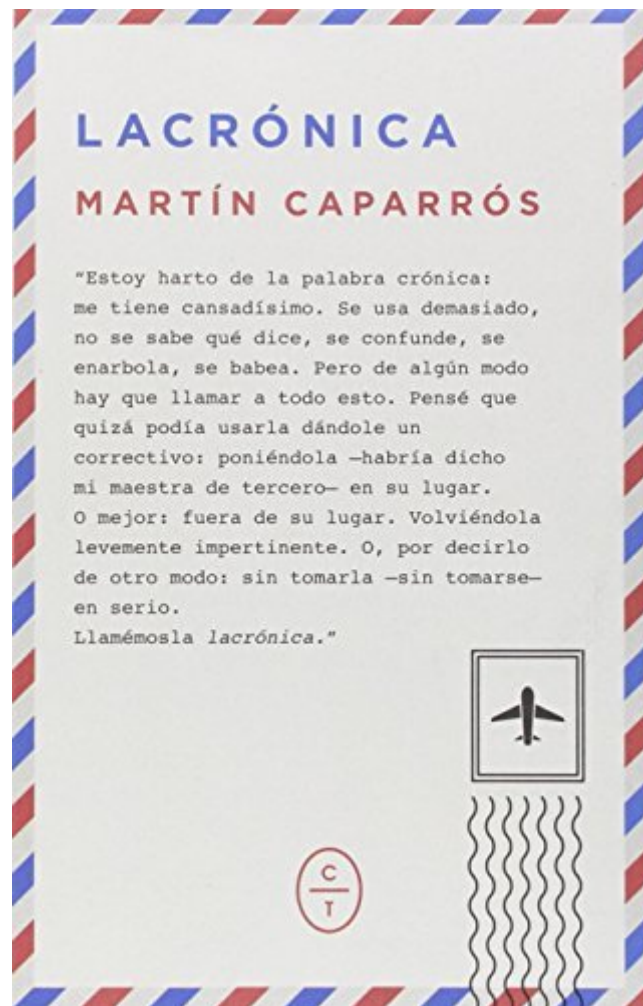 LACRÓNICA
MARTÍN CAPARRÓS
"Estoy harto de la palabra crónica:
me tiene cansadísimo. Se usa demasiado,
no se sabe qué dice, se confunde, se
enarbola, se babea. Pero de algún modo
hay que llamar a todo esto. Pensé que
quizá podía usarla dándole un
correctivo: poniéndola —habría dicho
mi maestra de tercero— en su lugar.
O mejor: fuera de su lugar. Volviéndola
levemente impertinente. O, por decirlo
de otro modo: sin tomarla —sin tomarse—
en serio.
Llamémosla lacrónica."
C
T